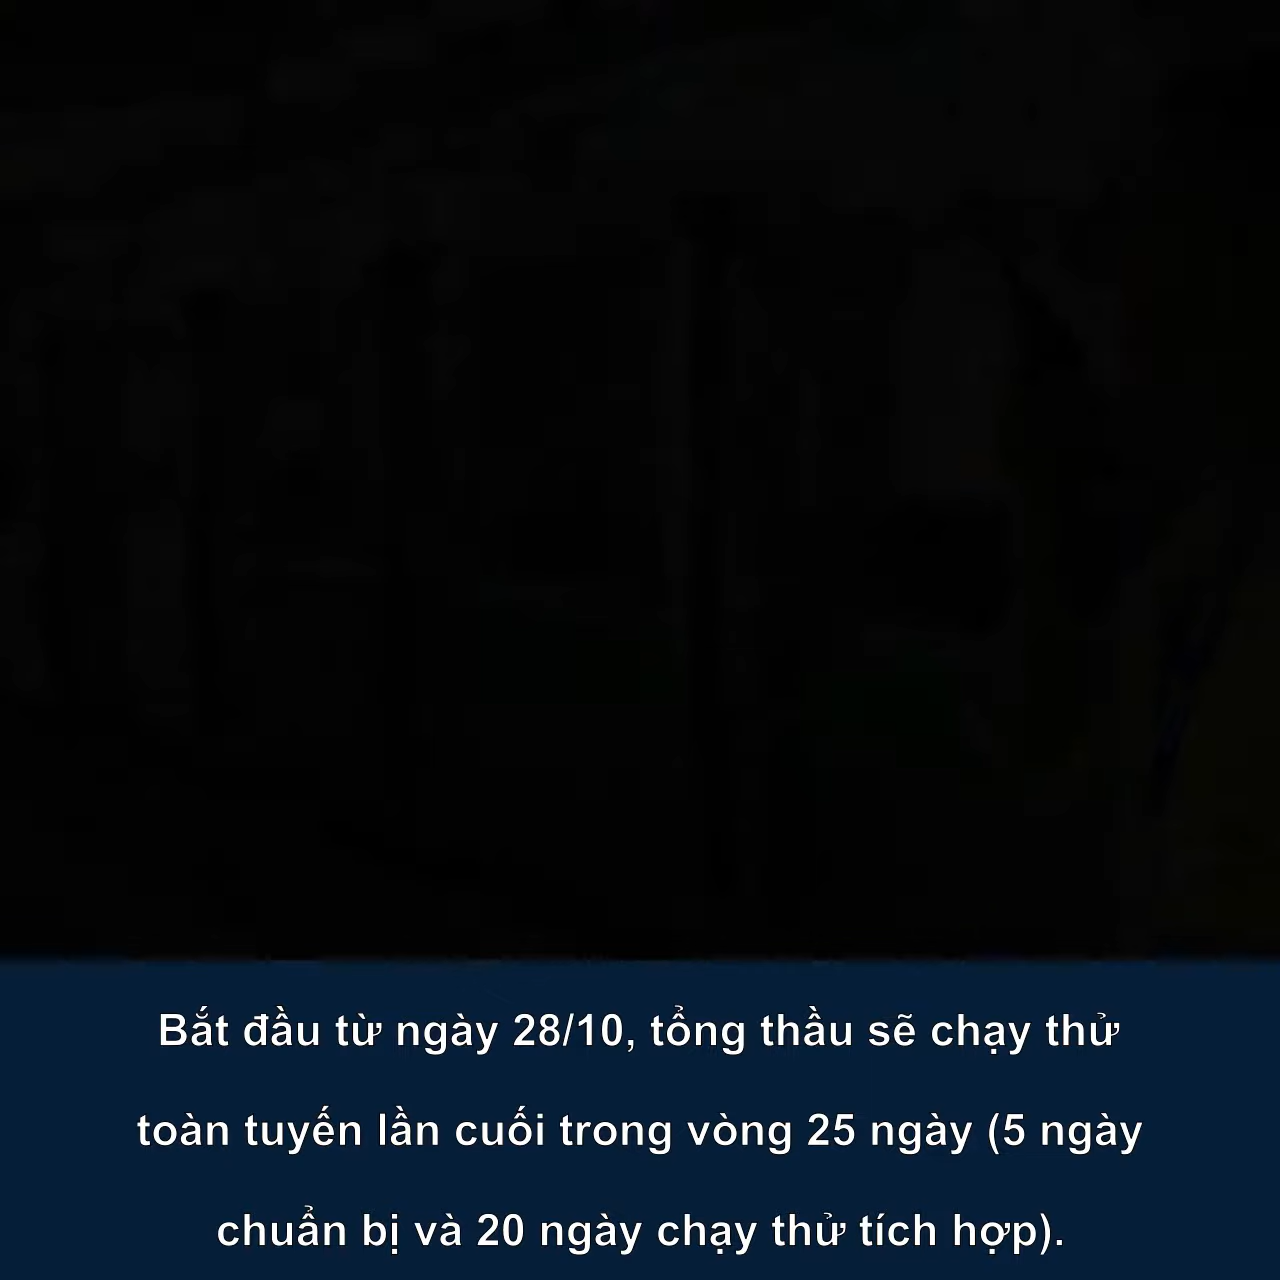 Bắt đầu từ ngày 28/10, tổng thầu sẽ chạy thử
toàn tuyến lần cuối trong vòng 25 ngày (5 ngày
chuẩn bị và 20 ngày chạy thử tích hợp).